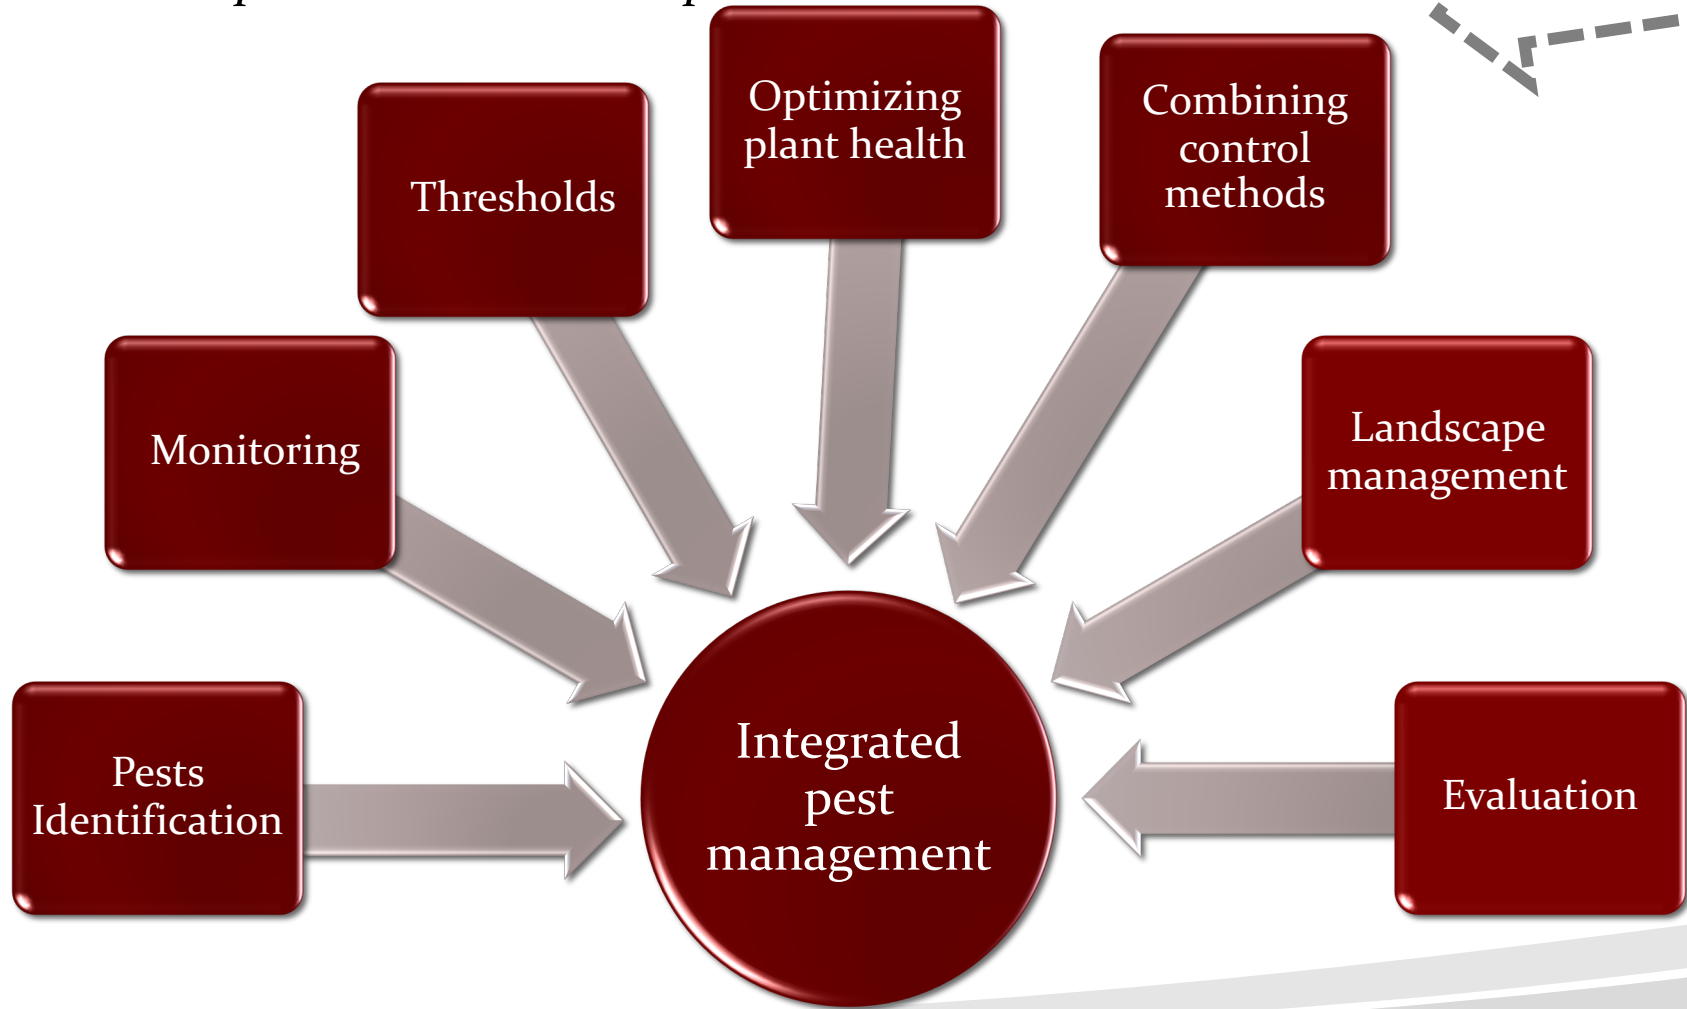 Optimizing
plant health
Combining
control
methods
Thresholds
Monitoring
Landscape
management
Pests
Identification
Integrated
pest
management
Evaluation